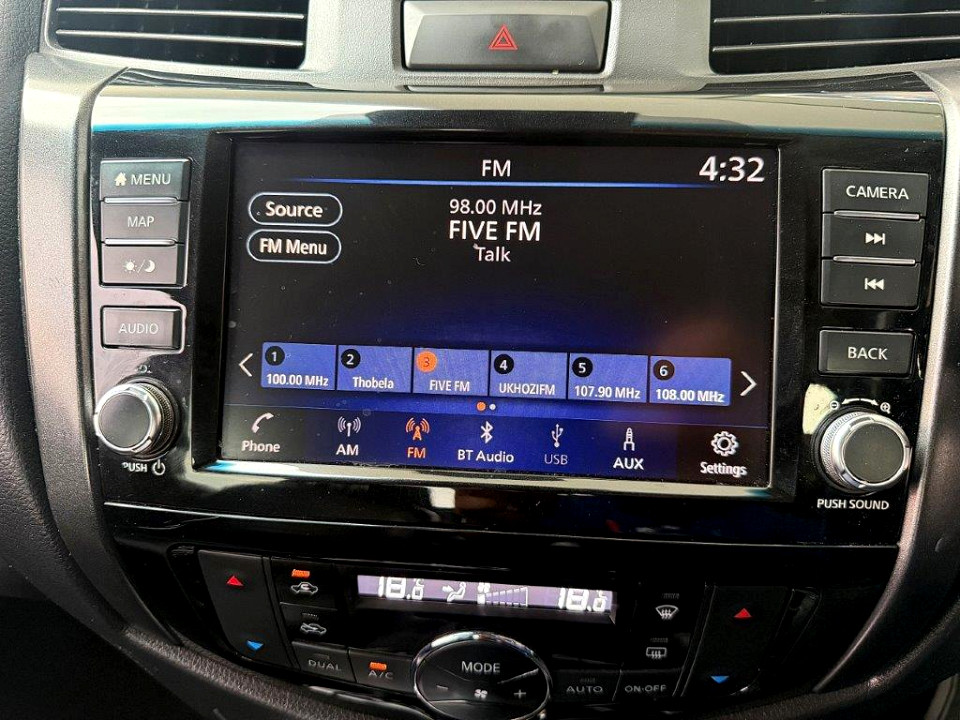 FM
4:32
MENU
MAP
AUDIO
PUSH
Source
FM Menu
98.00 MHz
FIVE FM
Talk
1
100.00 MHz
2
Thobela
3
FIVE FM
4
UKHOZIFM
5
107.90 MHz
6
108.00 MHz
Phone
AM
FM
BT Audio
USB
AUX
Settings
CAMERA
BACK
PUSH SOUND
18.0
18.0
DUAL
A/C
MODE
- +
AUTO
ON·OFF